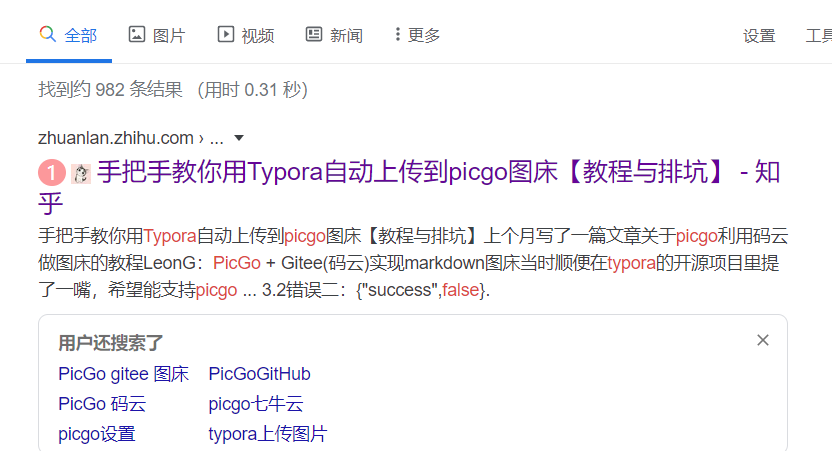 全部 图片 视频 新闻 更多 设置 工具
找到约 982 条结果 （用时 0.31 秒）
zhuanlan.zhihu.com › ...
1 手把手教你用Typora自动上传到picgo图床【教程与排坑】 - 知
乎
手把手教你用Typora自动上传到picgo图床【教程与排坑】上个月写了一篇文章关于picgo利用码云
做图床的教程LeonG：PicGo + Gitee(码云)实现markdown图床当时顺便在typora的开源项目里提
了一嘴，希望能支持picgo ... 3.2错误二：{"success",false}.
用户还搜索了
PicGo gitee 图床 PicGoGitHub
PicGo 码云 picgo七牛云
picgo设置 typora上传图片